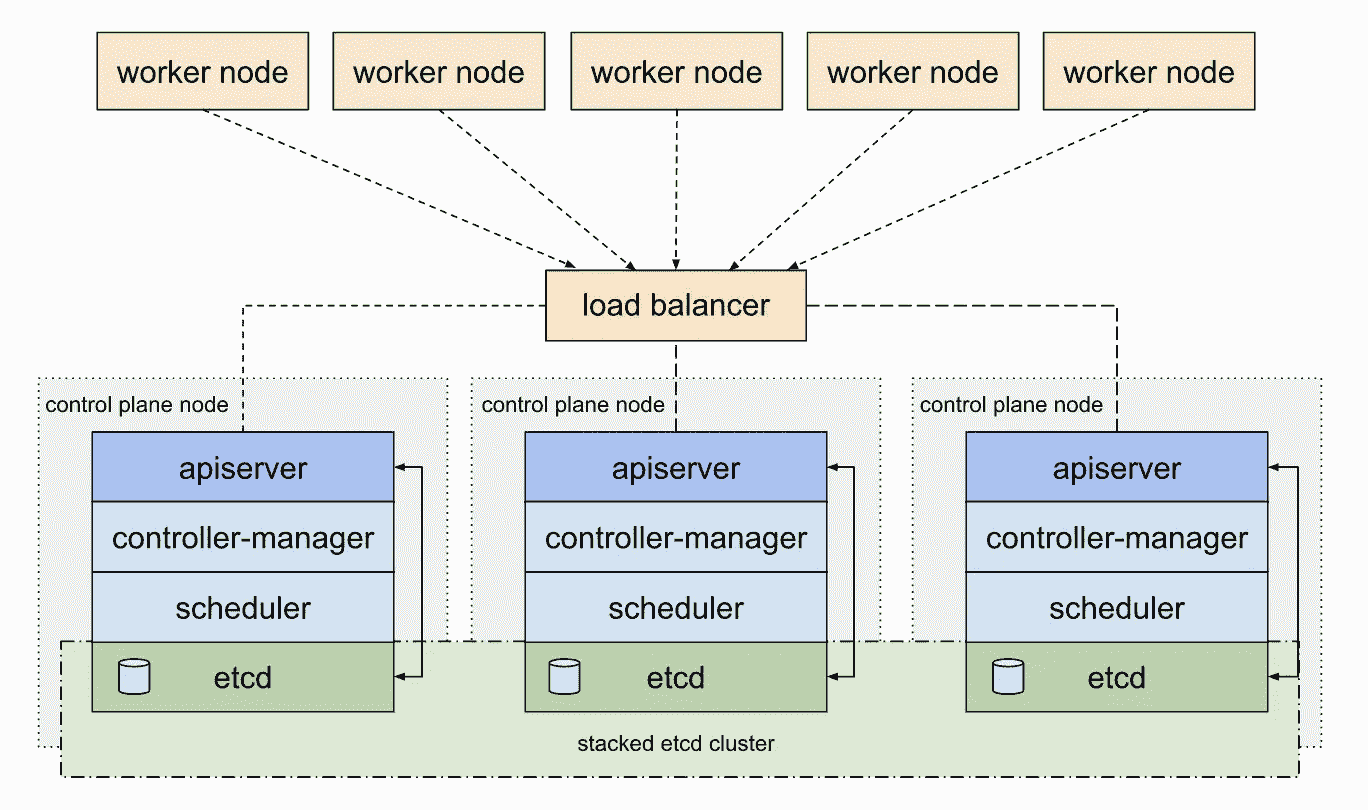 worker node
worker node
worker node
worker node
worker node
load balancer
control plane node
control plane node
control plane node
apiserver
apiserver
apiserver
controller-manager
controller-manager
controller-manager
scheduler
scheduler
scheduler
etcd
etcd
etcd
stacked etcd cluster